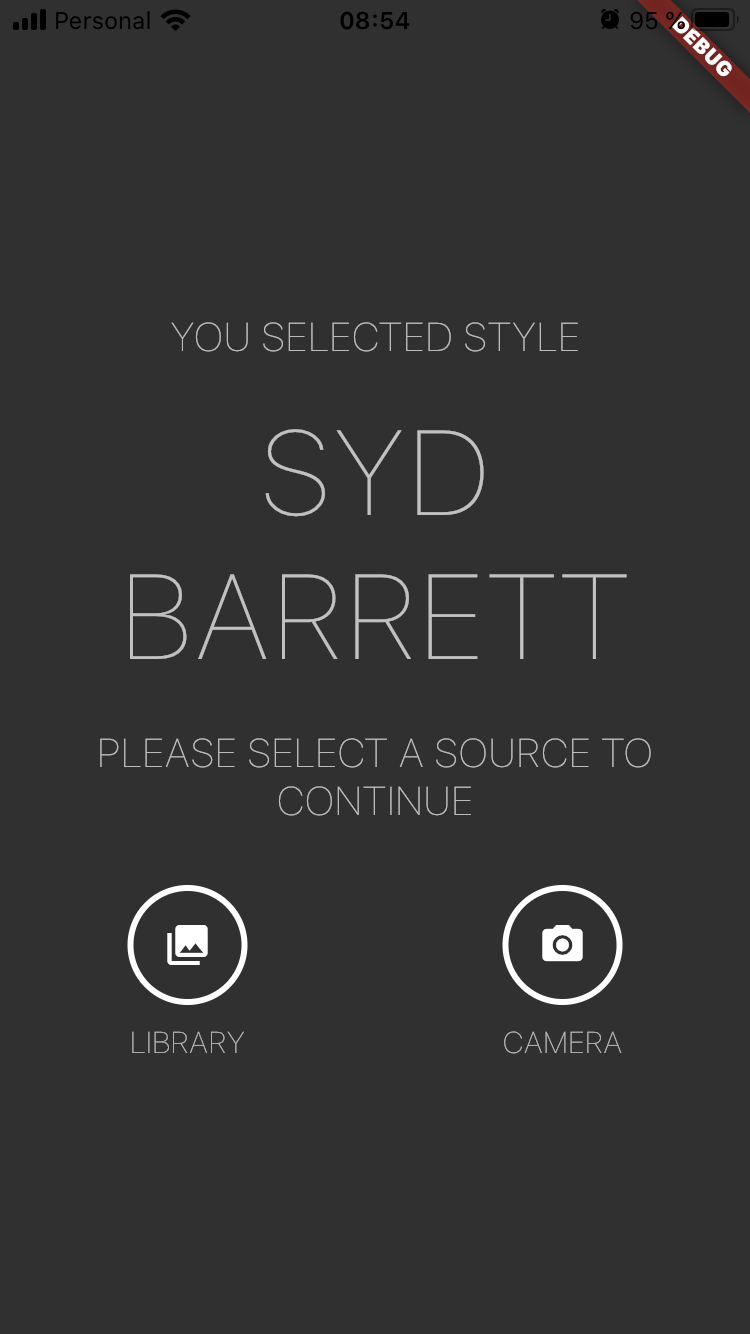 Personal 08:54 95 %
DEBUG
YOU SELECTED STYLE
SYD
BARRETT
PLEASE SELECT A SOURCE TO
CONTINUE
LIBRARY CAMERA